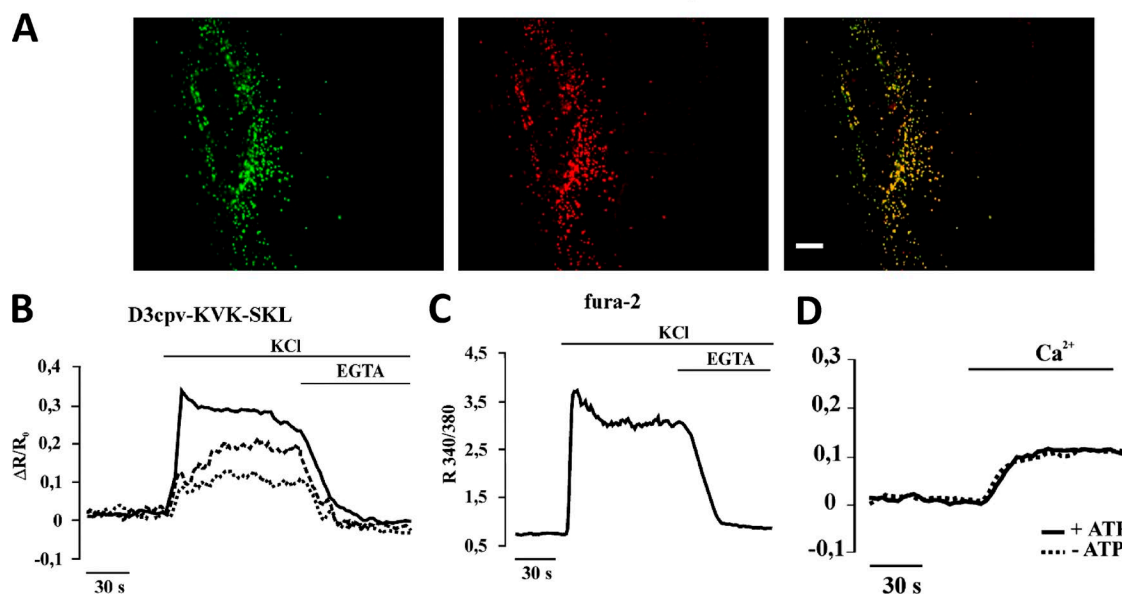 A
B
D3cpv-KVK-SKL
KCl
EGTA
0,4
0,3
0,2
0,1
0
-0,1
ΔR/R₀
30 s
C
fura-2
KCl
EGTA
4,5
3,5
2,5
1,5
0,5
R 340/380
30 s
D
Ca²⁺
0,3
0,2
0,1
0
-0,1
+ ATP
- ATP
30 s